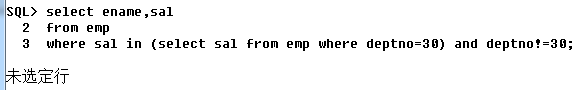 SQL> select ename,sal
2 from emp
3 where sal in (select sal from emp where deptno=30) and deptno!=30;
未选定行